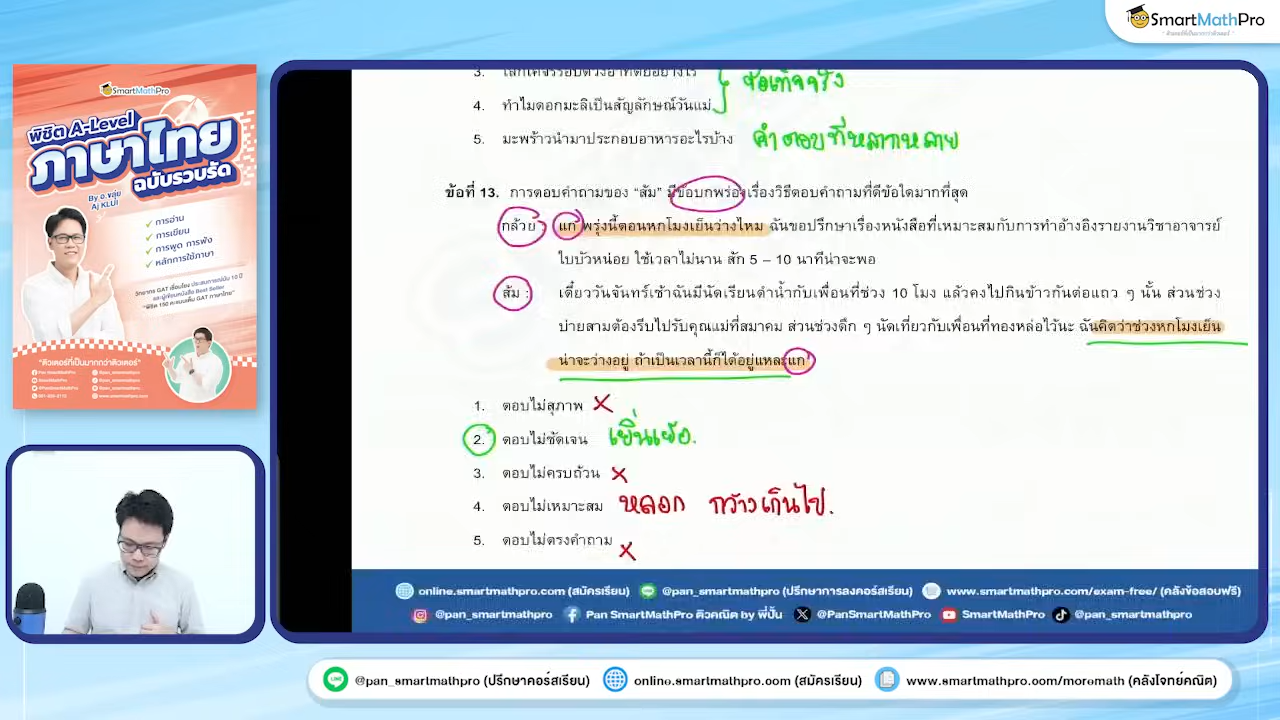 SmartMathPro
SmartMathPro
พิชิต A-Level
ภาษาไทย
ฉบับรวบรัด
By อ.ขลุ่ย
Aj KLUI
✓ การอ่าน
✓ การเขียน
✓ การพูด การฟัง
✓ หลักการใช้ภาษา
"ติวเตอร์ที่เป็นมากกว่าติวเตอร์"
3.
4. ทำไมดอกมะลิเป็นสัญลักษณ์วันแม่
ข้อเท็จจริง
5. มะพร้าวนำมาประกอบอาหารอะไรบ้าง คำตอบที่หลากหลาย
ข้อที่ 13. การตอบคำถามของ "ส้ม" มีข้อบกพร่องเรื่องวิธีตอบคำถามที่ดีข้อใดมากที่สุด
กล้วย : แก พรุ่งนี้ตอนหกโมงเย็นว่างไหม ฉันขอปรึกษาเรื่องหนังสือที่เหมาะสมกับการทำอ้างอิงรายงานวิชาอาจารย์
ใบบัวหน่อย ใช้เวลาไม่นาน สัก 5 – 10 นาทีน่าจะพอ
ส้ม : เดี๋ยววันจันทร์เช้าฉันมีนัดเรียนดำน้ำกับเพื่อนที่ช่วง 10 โมง แล้วคงไปกินข้าวกันต่อแถว ๆ นั้น ส่วนช่วง
บ่ายสามต้องรีบไปรับคุณแม่ที่สมาคม ส่วนช่วงดึก ๆ นัดเที่ยวกับเพื่อนที่ทองหล่อไว้นะ ฉันคิดว่าช่วงหกโมงเย็น
น่าจะว่างอยู่ ถ้าเป็นเวลานี้ก็ได้อยู่แหละแก
1. ตอบไม่สุภาพ ✗
2. ตอบไม่ชัดเจน เยิ่นเย้อ.
3. ตอบไม่ครบถ้วน ✗
4. ตอบไม่เหมาะสม หลอก กว้างเกินไป.
5. ตอบไม่ตรงคำถาม ✗
online.smartmathpro.com (สมัครเรียน) @pan_smartmathpro (ปรึกษาการลงคอร์สเรียน) www.smartmathpro.com/exam-free/ (คลังข้อสอบฟรี)
@pan_smartmathpro Pan SmartMathPro ติวคณิต by พี่ปั้น @PanSmartMathPro SmartMathPro @pan_smartmathpro
@pan_smartmathpro (ปรึกษาคอร์สเรียน) online.smartmathpro.com (สมัครเรียน) www.smartmathpro.com/moremath (คลังโจทย์คณิต)